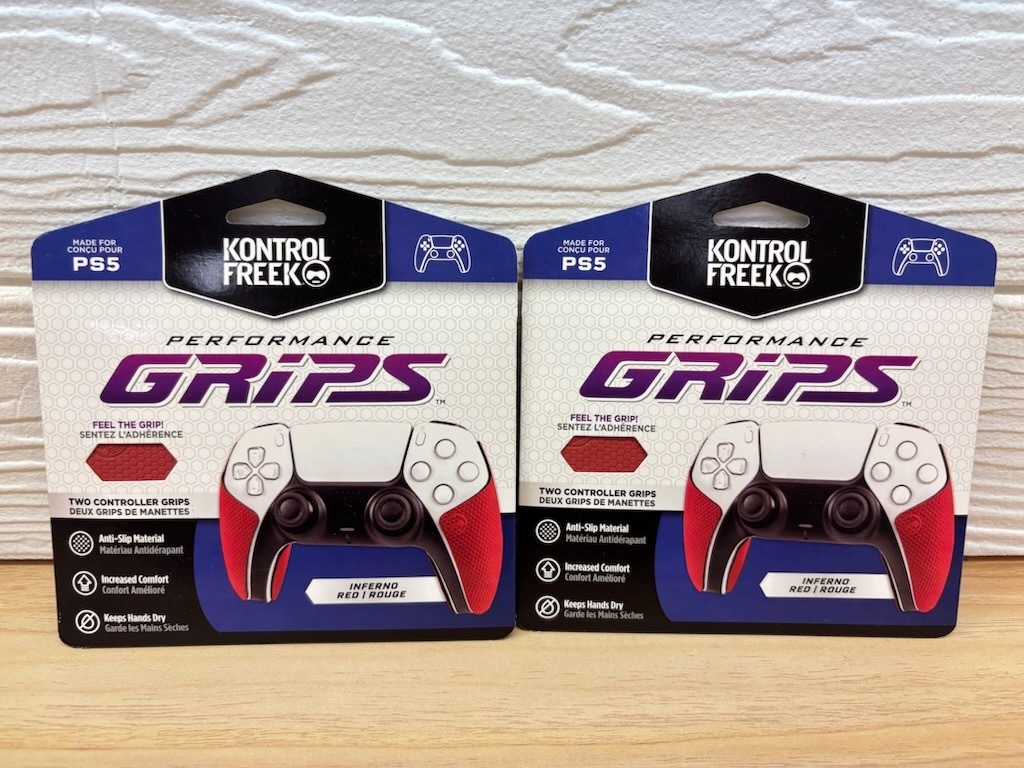 MADE FOR
CONÇU POUR
PS5
KONTROL
FREEK
PERFORMANCE
GRiPS™
FEEL THE GRIP!
SENTEZ L'ADHÉRENCE
TWO CONTROLLER GRIPS
DEUX GRIPS DE MANETTES
Anti-Slip Material
Matériau Antidérapant
Increased Comfort
Confort Amélioré
Keeps Hands Dry
Garde les Mains Sèches
INFERNO
RED | ROUGE
MADE FOR
CONÇU POUR
PS5
KONTROL
FREEK
PERFORMANCE
GRiPS™
FEEL THE GRIP!
SENTEZ L'ADHÉRENCE
TWO CONTROLLER GRIPS
DEUX GRIPS DE MANETTES
Anti-Slip Material
Matériau Antidérapant
Increased Comfort
Confort Amélioré
Keeps Hands Dry
Garde les Mains Sèches
INFERNO
RED | ROUGE